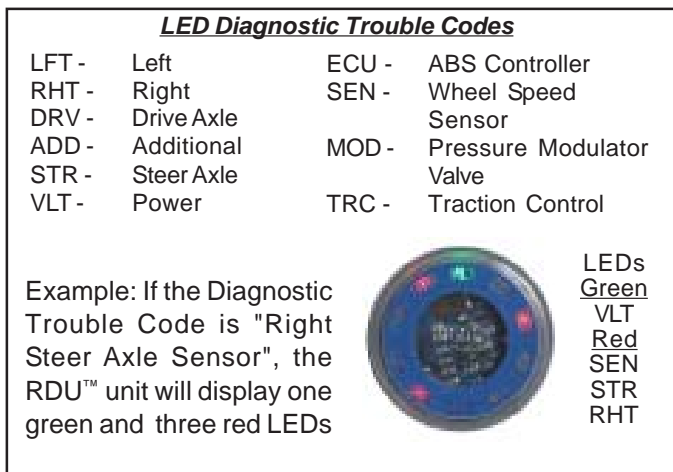 LED Diagnostic Trouble Codes
LFT - Left
RHT - Right
DRV - Drive Axle
ADD - Additional
STR - Steer Axle
VLT - Power
ECU - ABS Controller
SEN - Wheel Speed
Sensor
MOD - Pressure Modulator
Valve
TRC - Traction Control
Example: If the Diagnostic
Trouble Code is "Right
Steer Axle Sensor", the
RDU™ unit will display one
green and three red LEDs
LEDs
Green
VLT
Red
SEN
STR
RHT